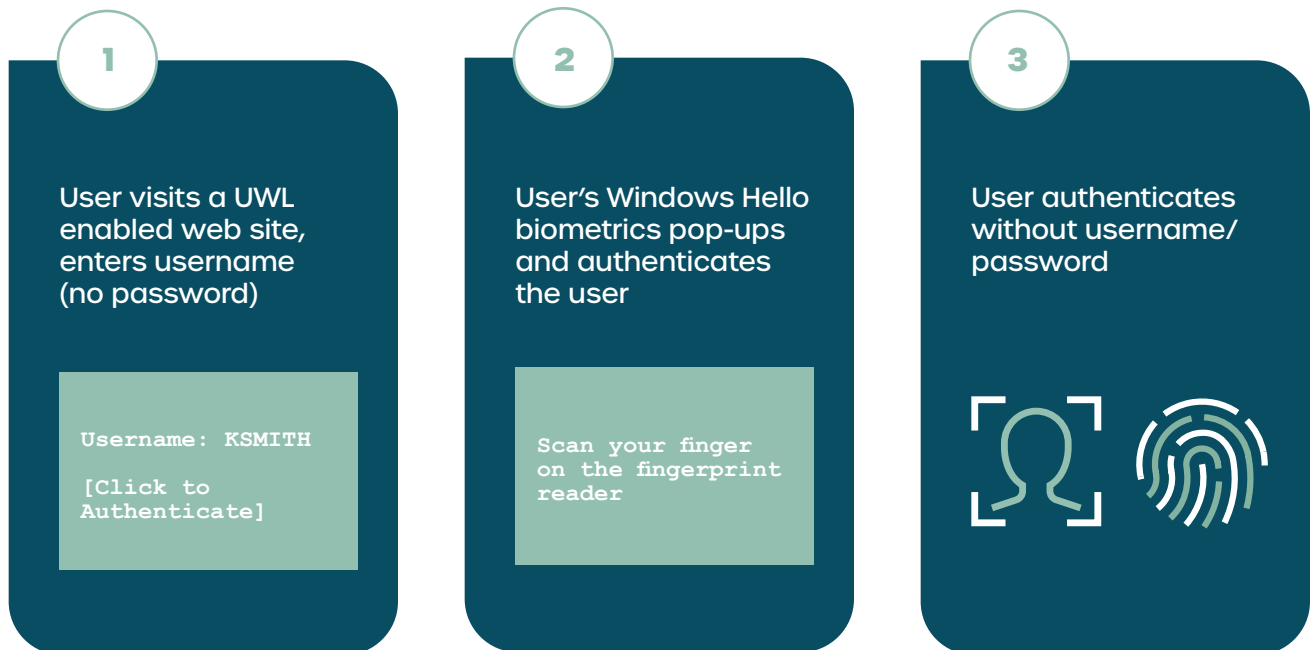 1
User visits a UWL
enabled web site,
enters username
(no password)
Username: KSMITH
[Click to
Authenticate]
2
User's Windows Hello
biometrics pop-ups
and authenticates
the user
Scan your finger
on the fingerprint
reader
3
User authenticates
without username/
password